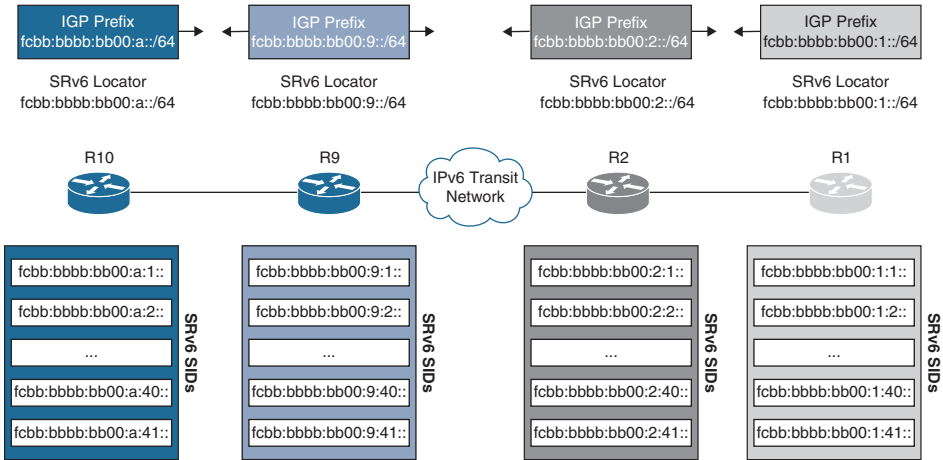 IGP Prefix
fcbb:bbbb:bb00:a::/64
IGP Prefix
fcbb:bbbb:bb00:9::/64
IGP Prefix
fcbb:bbbb:bb00:2::/64
IGP Prefix
fcbb:bbbb:bb00:1::/64
SRv6 Locator
fcbb:bbbb:bb00:a::/64
SRv6 Locator
fcbb:bbbb:bb00:9::/64
SRv6 Locator
fcbb:bbbb:bb00:2::/64
SRv6 Locator
fcbb:bbbb:bb00:1::/64
R10
R9
IPv6 Transit
Network
R2
R1
fcbb:bbbb:bb00:a:1::
fcbb:bbbb:bb00:a:2::
...
fcbb:bbbb:bb00:a:40::
fcbb:bbbb:bb00:a:41::
SRv6 SIDs
fcbb:bbbb:bb00:9:1::
fcbb:bbbb:bb00:9:2::
...
fcbb:bbbb:bb00:9:40::
fcbb:bbbb:bb00:9:41::
SRv6 SIDs
fcbb:bbbb:bb00:2:1::
fcbb:bbbb:bb00:2:2::
...
fcbb:bbbb:bb00:2:40::
fcbb:bbbb:bb00:2:41::
SRv6 SIDs
fcbb:bbbb:bb00:1:1::
fcbb:bbbb:bb00:1:2::
...
fcbb:bbbb:bb00:1:40::
fcbb:bbbb:bb00:1:41::
SRv6 SIDs